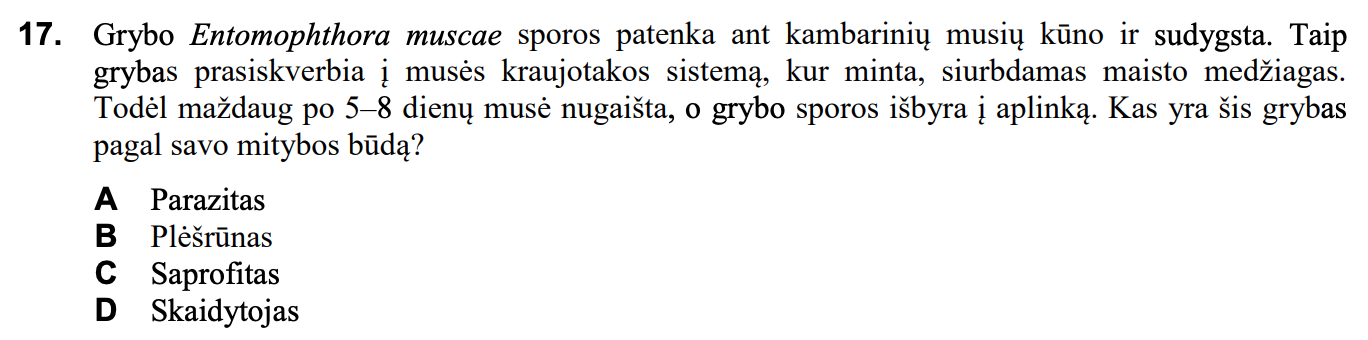 17. Grybo Entomophthora muscae sporos patenka ant kambarinių musių kūno ir sudygsta. Taip
grybas prasiskverbia į musės kraujotakos sistemą, kur minta, siurbdamas maisto medžiagas.
Todėl maždaug po 5–8 dienų musė nugaišta, o grybo sporos išbyra į aplinką. Kas yra šis grybas
pagal savo mitybos būdą?
A Parazitas
B Plėšrūnas
C Saprofitas
D Skaidytojas